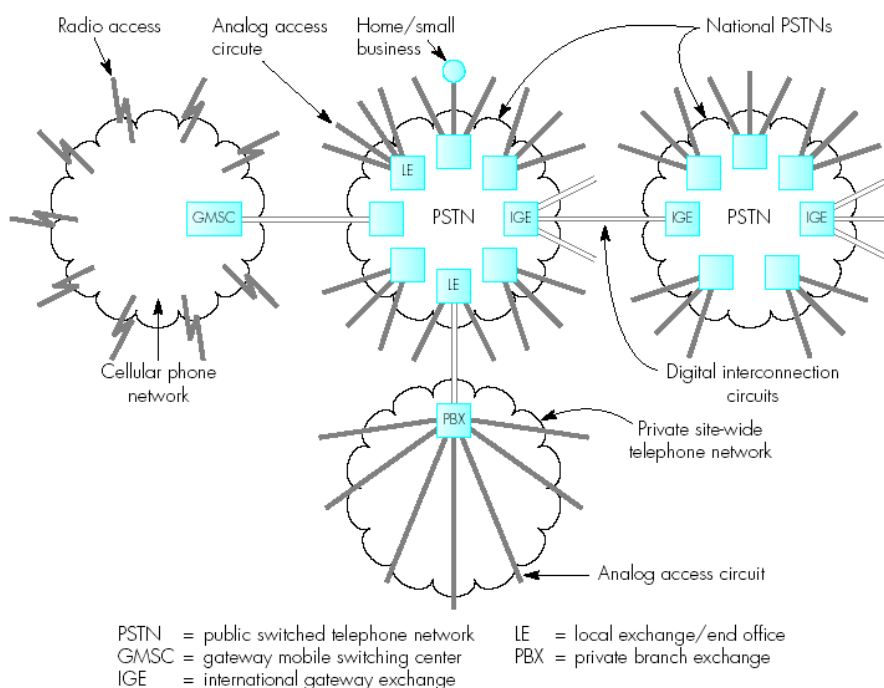 Radio access
Analog access
circute
Home/small
business
National PSTNs
LE
GMSC
PSTN
IGE
IGE
PSTN
IGE
LE
Cellular phone
network
Digital interconnection
circuits
PBX
Private site-wide
telephone network
Analog access circuit
PSTN = public switched telephone network
GMSC = gateway mobile switching center
IGE = international gateway exchange
LE = local exchange/end office
PBX = private branch exchange